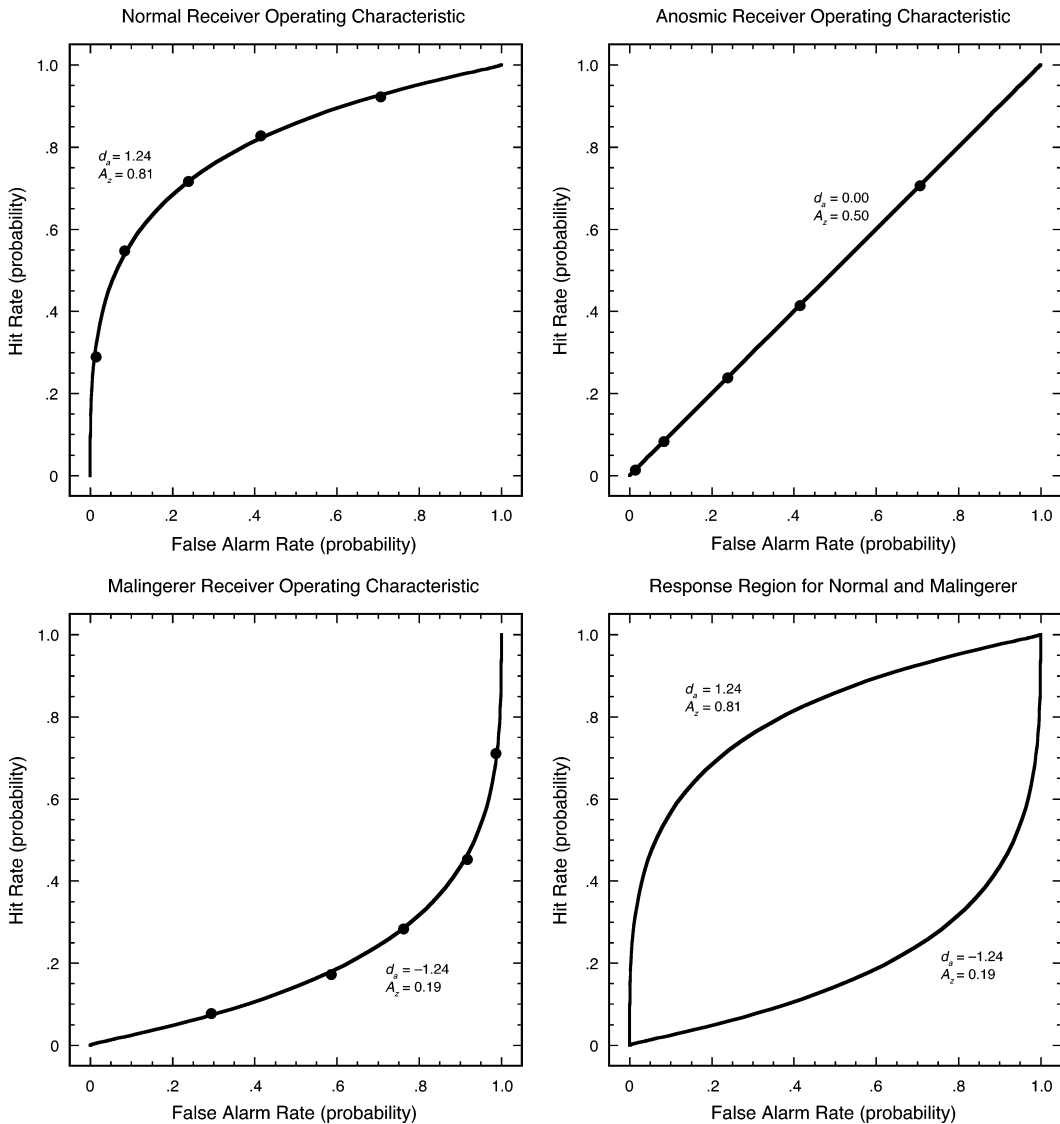 Normal Receiver Operating Characteristic
1.0
.8
.6
.4
.2
0
Hit Rate (probability)
d_a = 1.24
A_z = 0.81
0 .2 .4 .6 .8 1.0
False Alarm Rate (probability)
Anosmic Receiver Operating Characteristic
1.0
.8
.6
.4
.2
0
Hit Rate (probability)
d_a = 0.00
A_z = 0.50
0 .2 .4 .6 .8 1.0
False Alarm Rate (probability)
Malingerer Receiver Operating Characteristic
1.0
.8
.6
.4
.2
0
Hit Rate (probability)
d_a = –1.24
A_z = 0.19
0 .2 .4 .6 .8 1.0
False Alarm Rate (probability)
Response Region for Normal and Malingerer
1.0
.8
.6
.4
.2
0
Hit Rate (probability)
d_a = 1.24
A_z = 0.81
d_a = –1.24
A_z = 0.19
0 .2 .4 .6 .8 1.0
False Alarm Rate (probability)